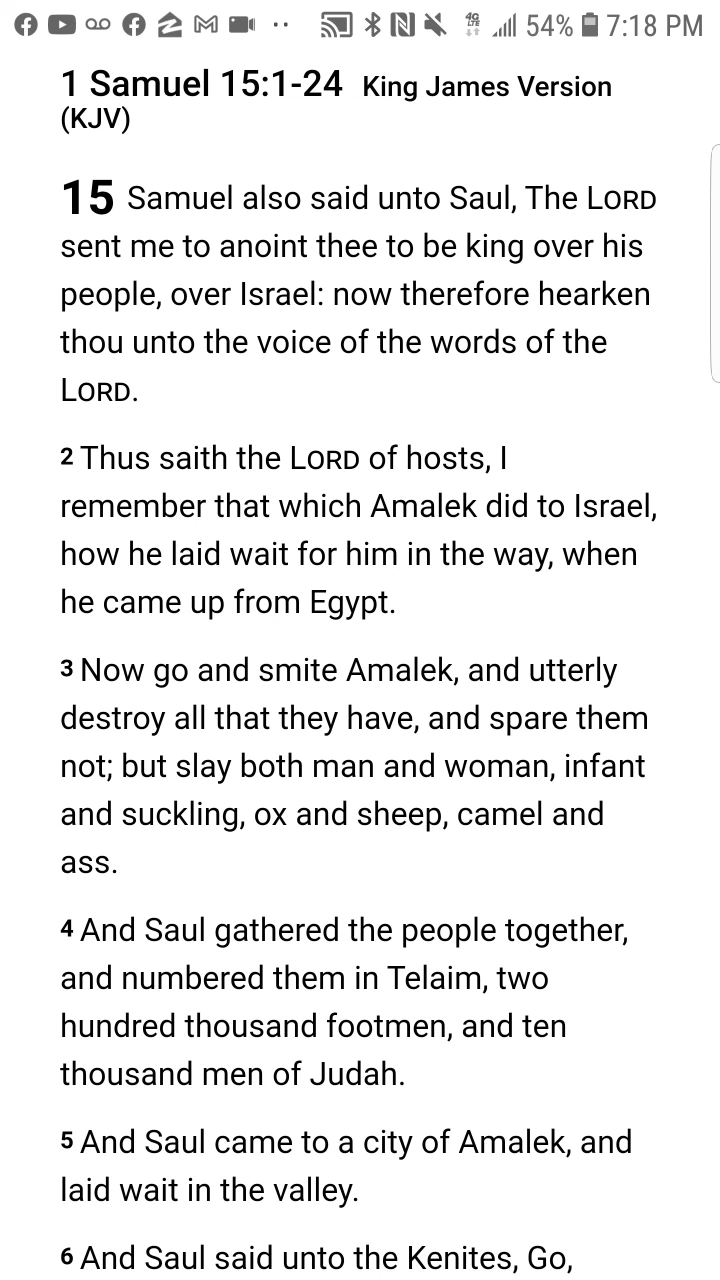 54% 7:18 PM
1 Samuel 15:1-24 King James Version
(KJV)
15 Samuel also said unto Saul, The LORD
sent me to anoint thee to be king over his
people, over Israel: now therefore hearken
thou unto the voice of the words of the
LORD.
2 Thus saith the LORD of hosts, I
remember that which Amalek did to Israel,
how he laid wait for him in the way, when
he came up from Egypt.
3 Now go and smite Amalek, and utterly
destroy all that they have, and spare them
not; but slay both man and woman, infant
and suckling, ox and sheep, camel and
ass.
4 And Saul gathered the people together,
and numbered them in Telaim, two
hundred thousand footmen, and ten
thousand men of Judah.
5 And Saul came to a city of Amalek, and
laid wait in the valley.
6 And Saul said unto the Kenites, Go,